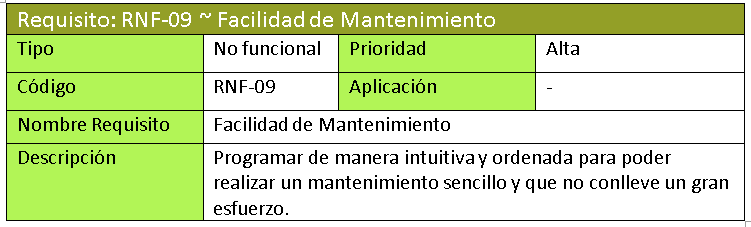 Requisito: RNF-09 ~ Facilidad de Mantenimiento
Tipo No funcional Prioridad Alta
Código RNF-09 Aplicación -
Nombre Requisito Facilidad de Mantenimiento
Descripción Programar de manera intuitiva y ordenada para poder
realizar un mantenimiento sencillo y que no conlleve un gran
esfuerzo.